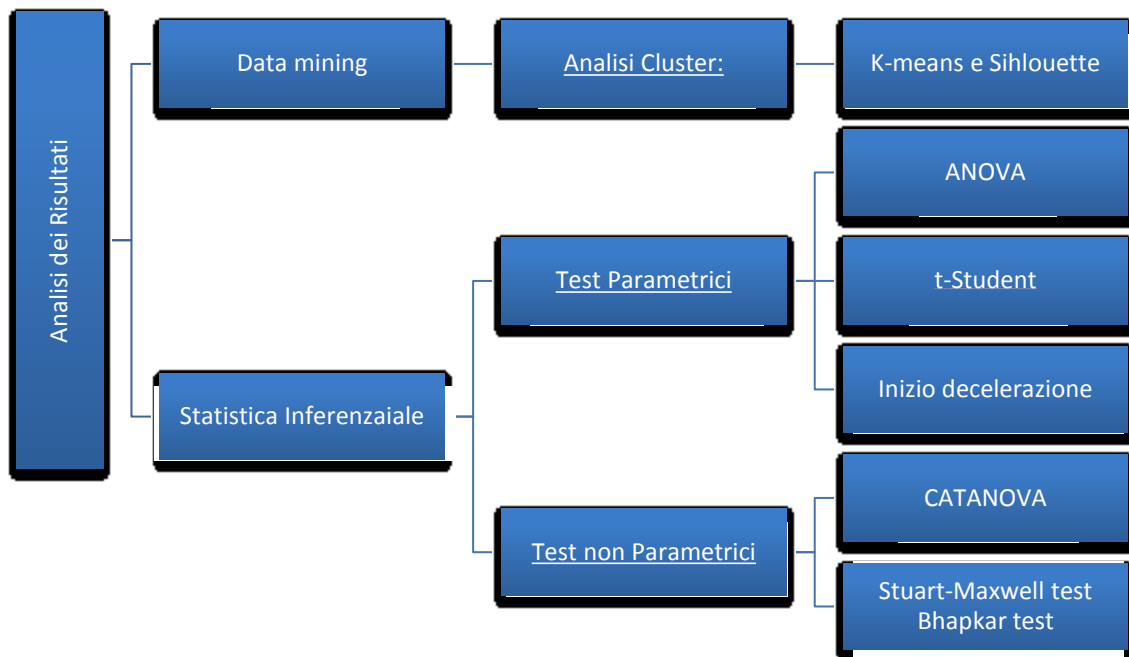 Analisi dei Risultati
Data mining
Analisi Cluster:
K-means e Sihlouette
Statistica Inferenzaiale
Test Parametrici
ANOVA
t-Student
Inizio decelerazione
Test non Parametrici
CATANOVA
Stuart-Maxwell test
Bhapkar test